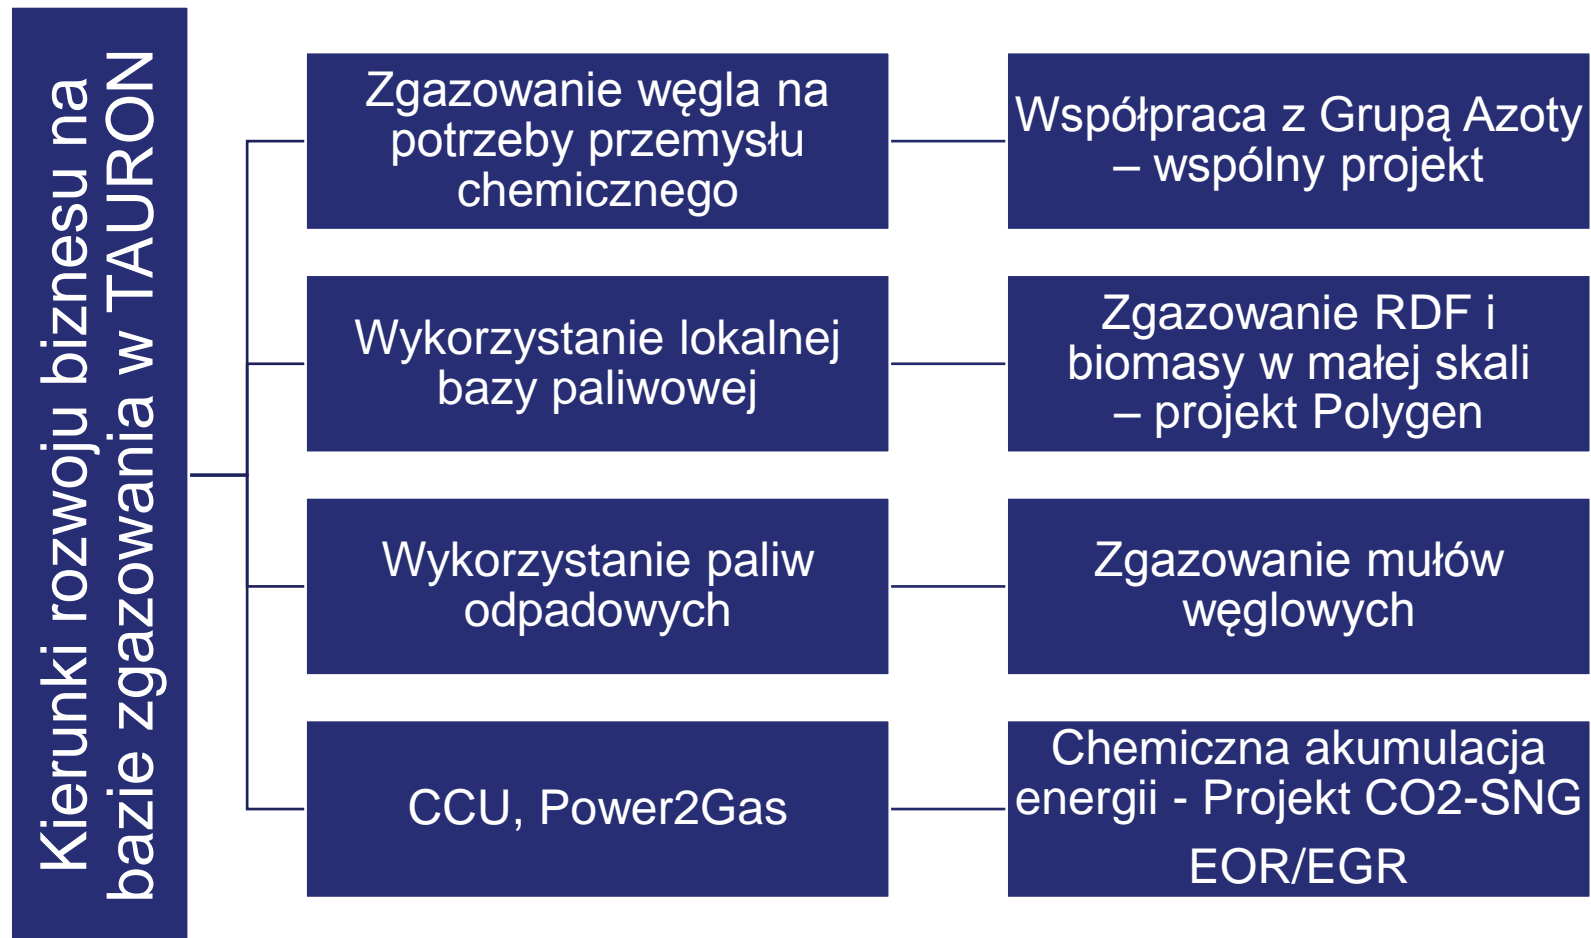 Kierunki rozwoju biznesu na
bazie zgazowania w TAURON
Zgazowanie węgla na
potrzeby przemysłu
chemicznego
Współpraca z Grupą Azoty
– wspólny projekt
Wykorzystanie lokalnej
bazy paliwowej
Zgazowanie RDF i
biomasy w małej skali
– projekt Polygen
Wykorzystanie paliw
odpadowych
Zgazowanie mułów
węglowych
CCU, Power2Gas
Chemiczna akumulacja
energii - Projekt CO2-SNG
EOR/EGR